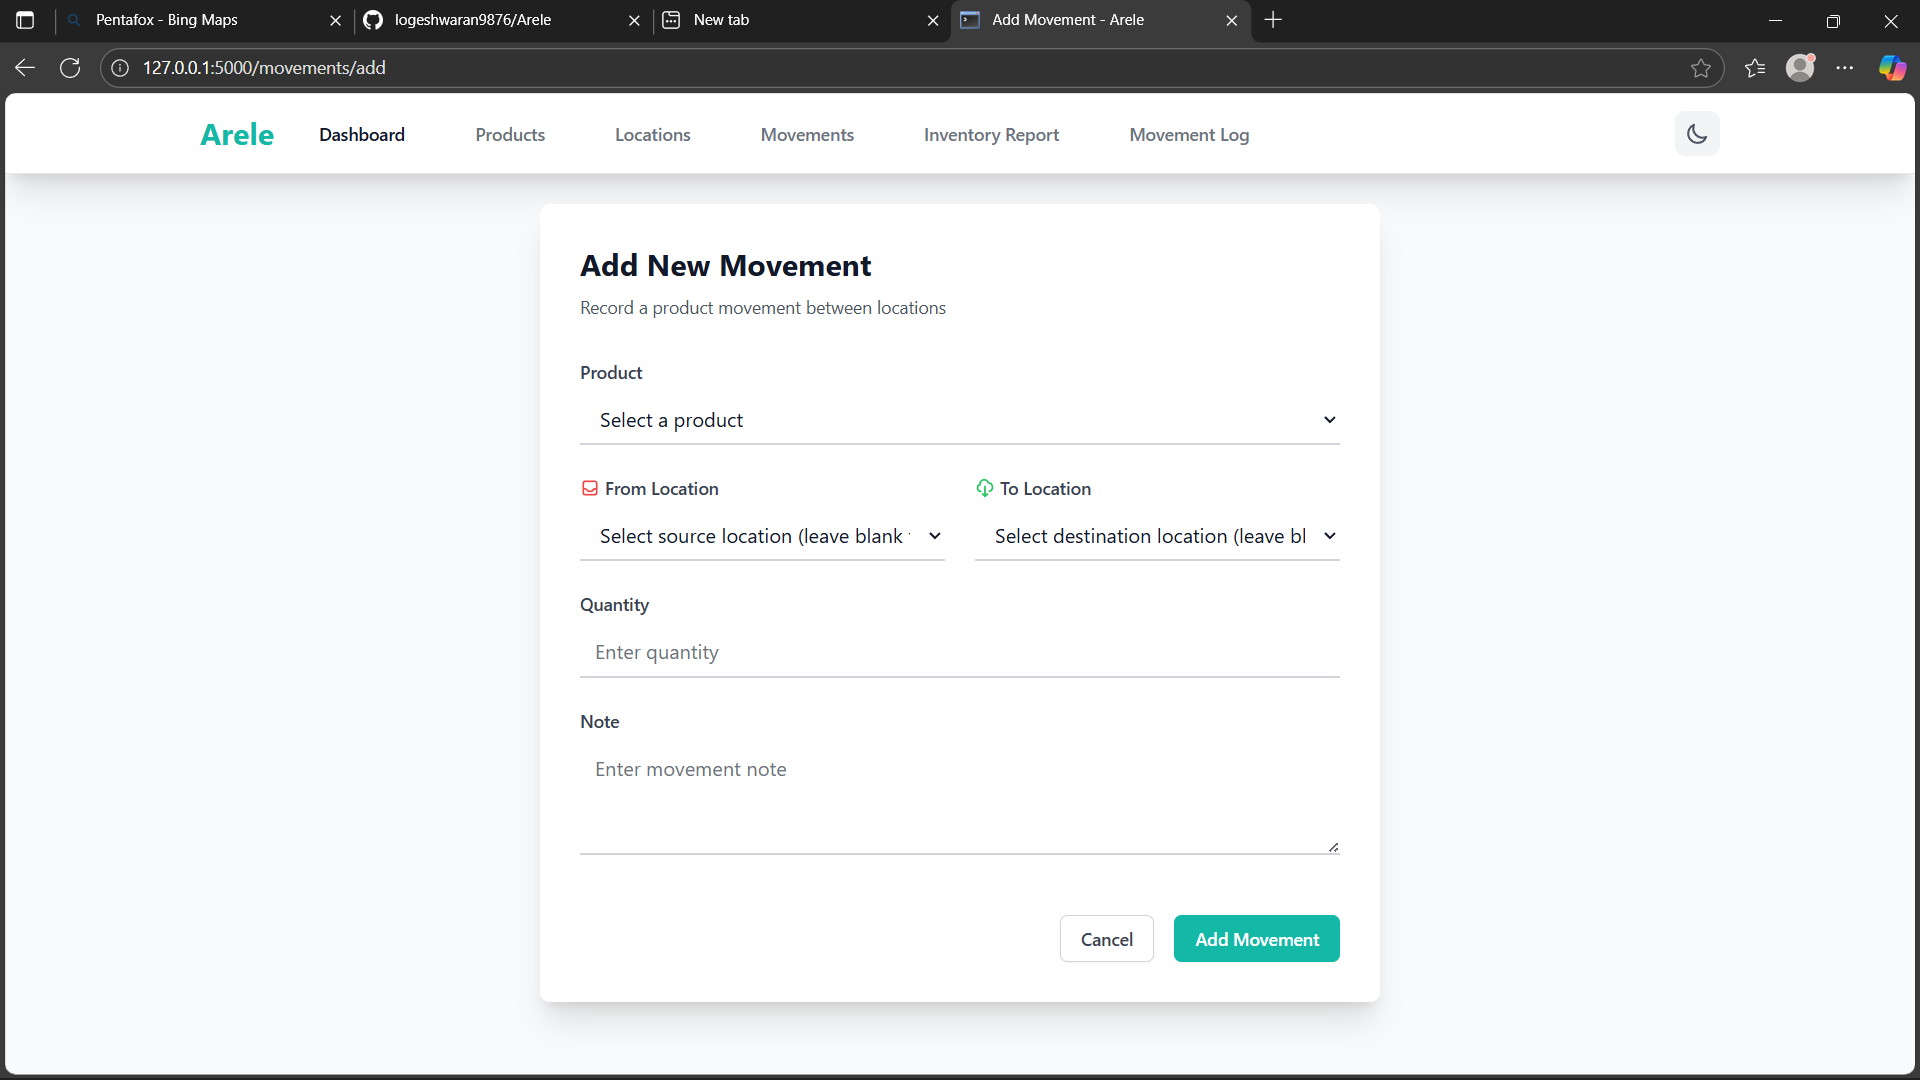 Pentafox - Bing Maps
logeshwaran9876/Arele
New tab
Add Movement - Arele
127.0.0.1:5000/movements/add
Arele
Dashboard
Products
Locations
Movements
Inventory Report
Movement Log
Add New Movement
Record a product movement between locations
Product
Select a product
From Location
To Location
Select source location (leave blank
Select destination location (leave bl
Quantity
Enter quantity
Note
Enter movement note
Cancel
Add Movement